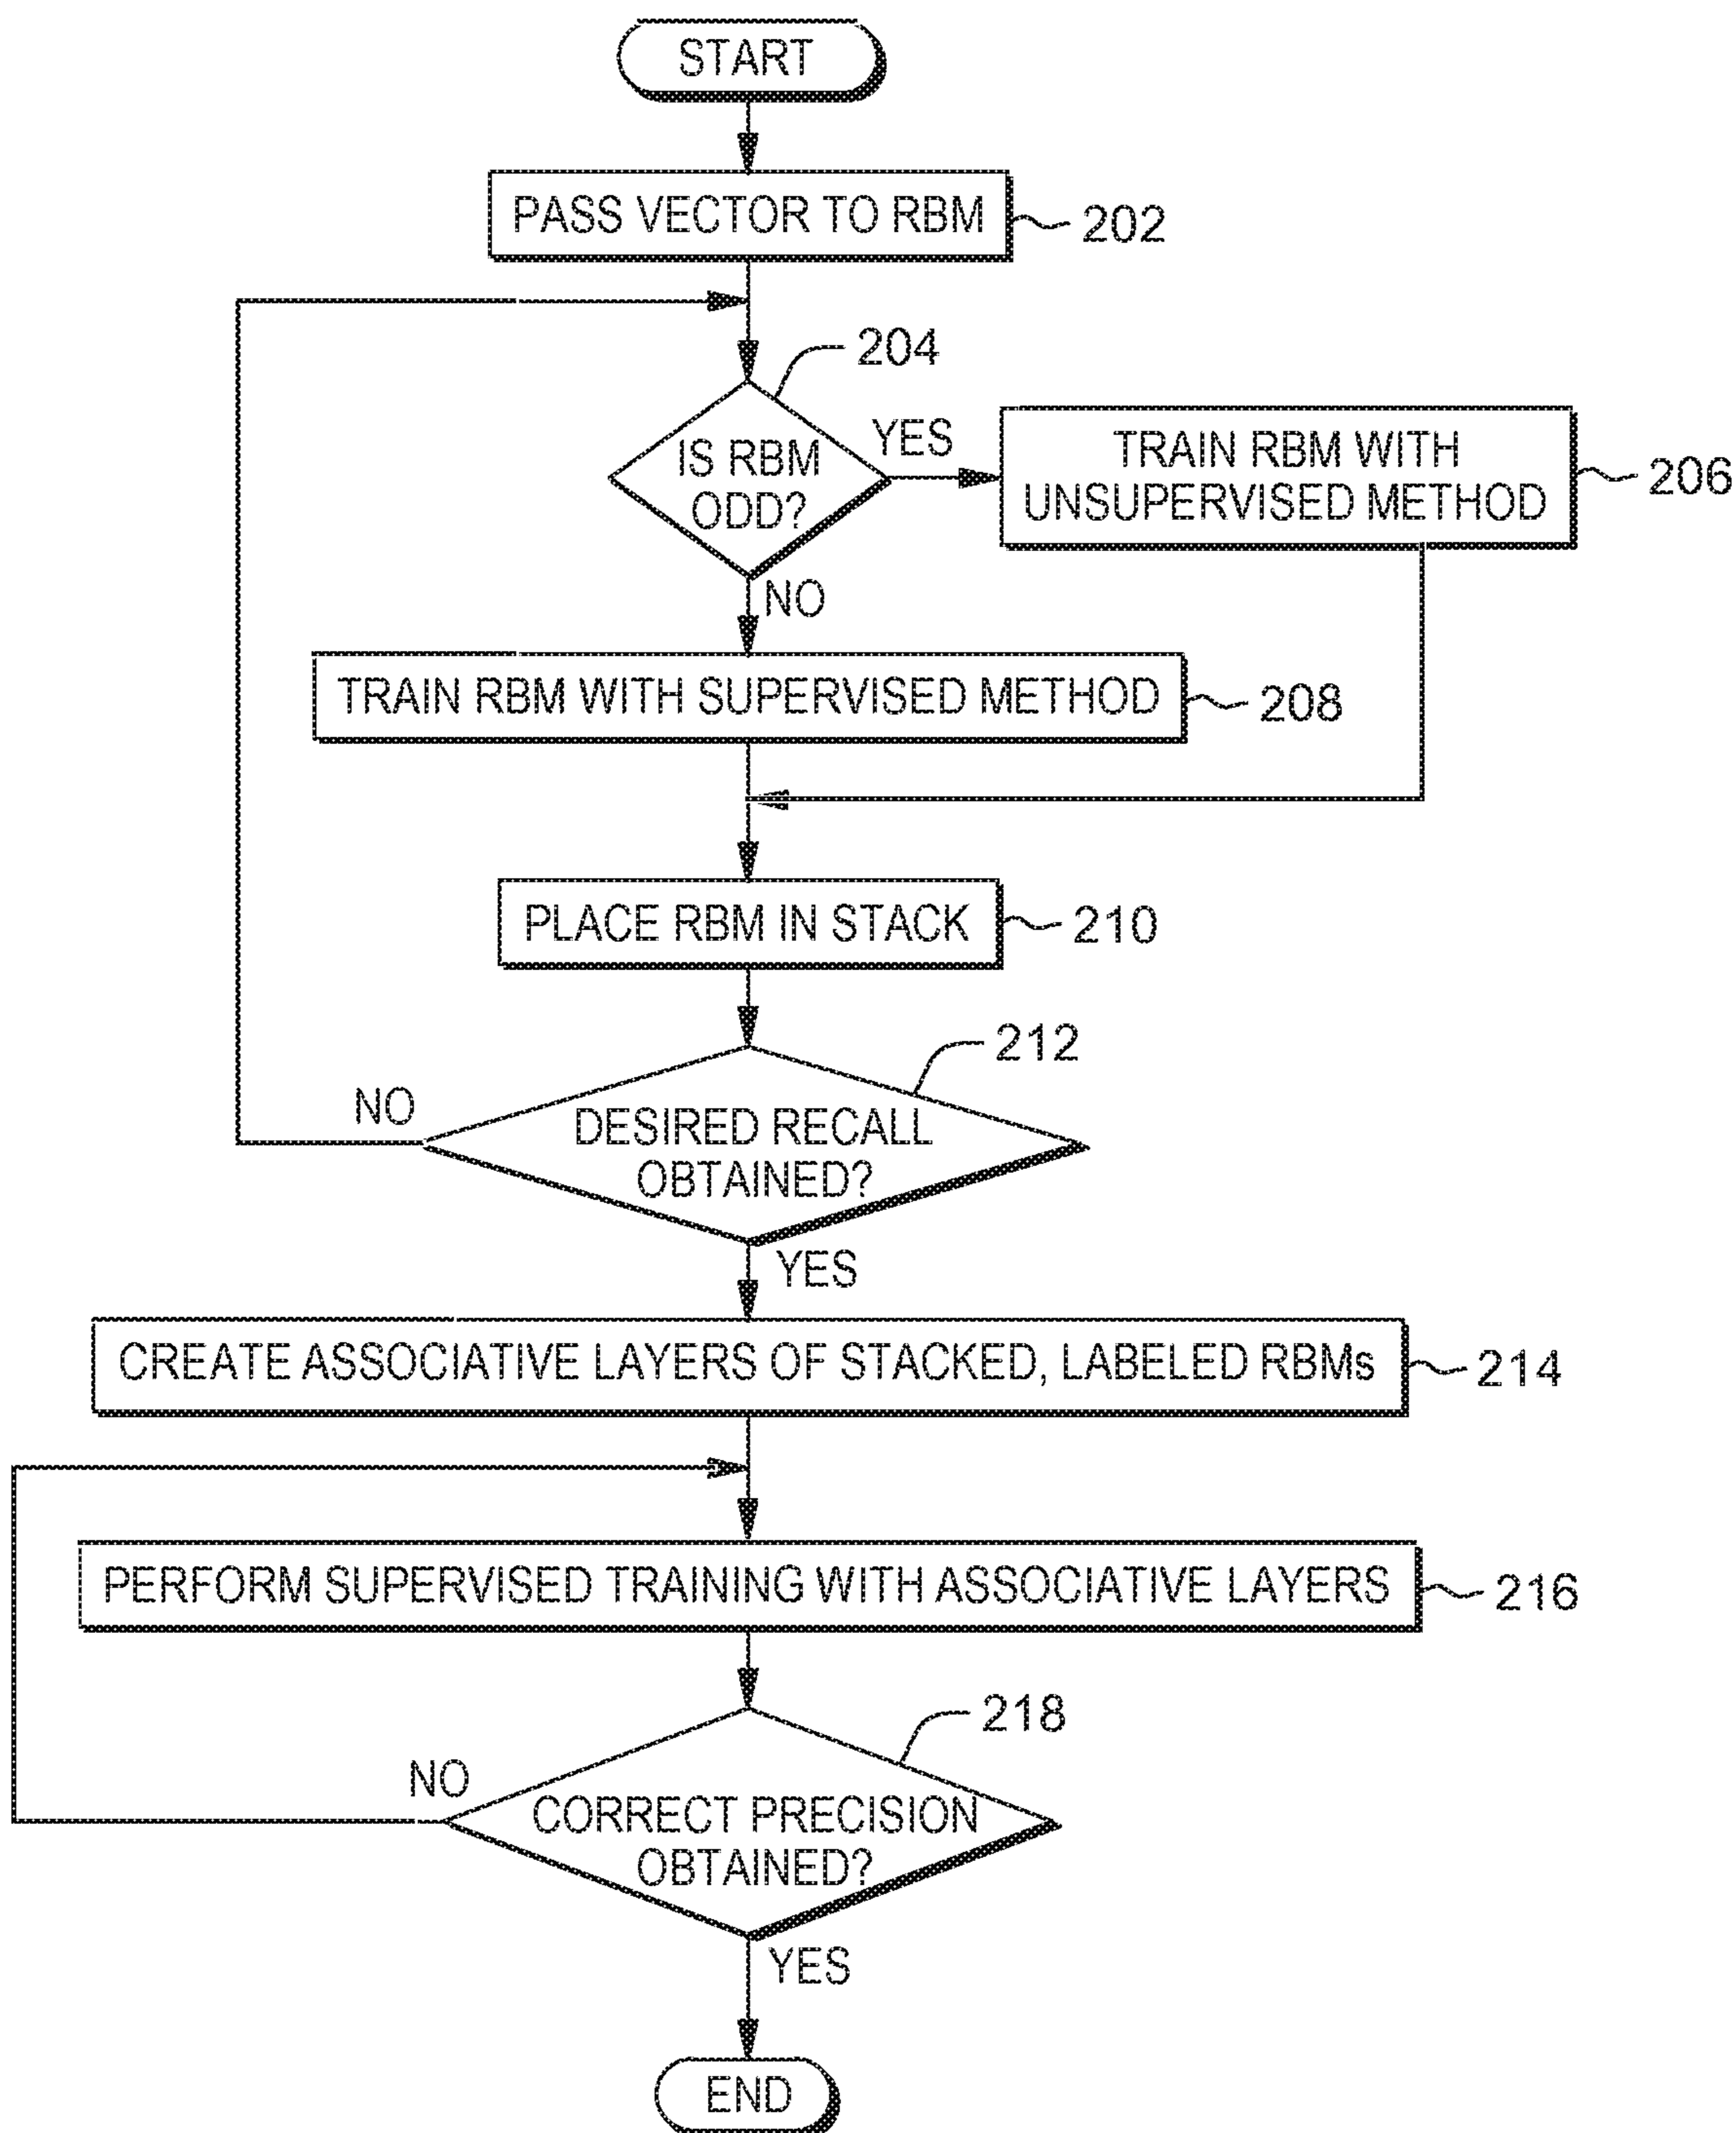 START
PASS VECTOR TO RBM
202
204
IS RBM
ODD?
YES
TRAIN RBM WITH
UNSUPERVISED METHOD
206
NO
TRAIN RBM WITH SUPERVISED METHOD
208
PLACE RBM IN STACK
210
212
DESIRED RECALL
OBTAINED?
NO
YES
CREATE ASSOCIATIVE LAYERS OF STACKED, LABELED RBMs
214
PERFORM SUPERVISED TRAINING WITH ASSOCIATIVE LAYERS
216
218
CORRECT PRECISION
OBTAINED?
NO
YES
END